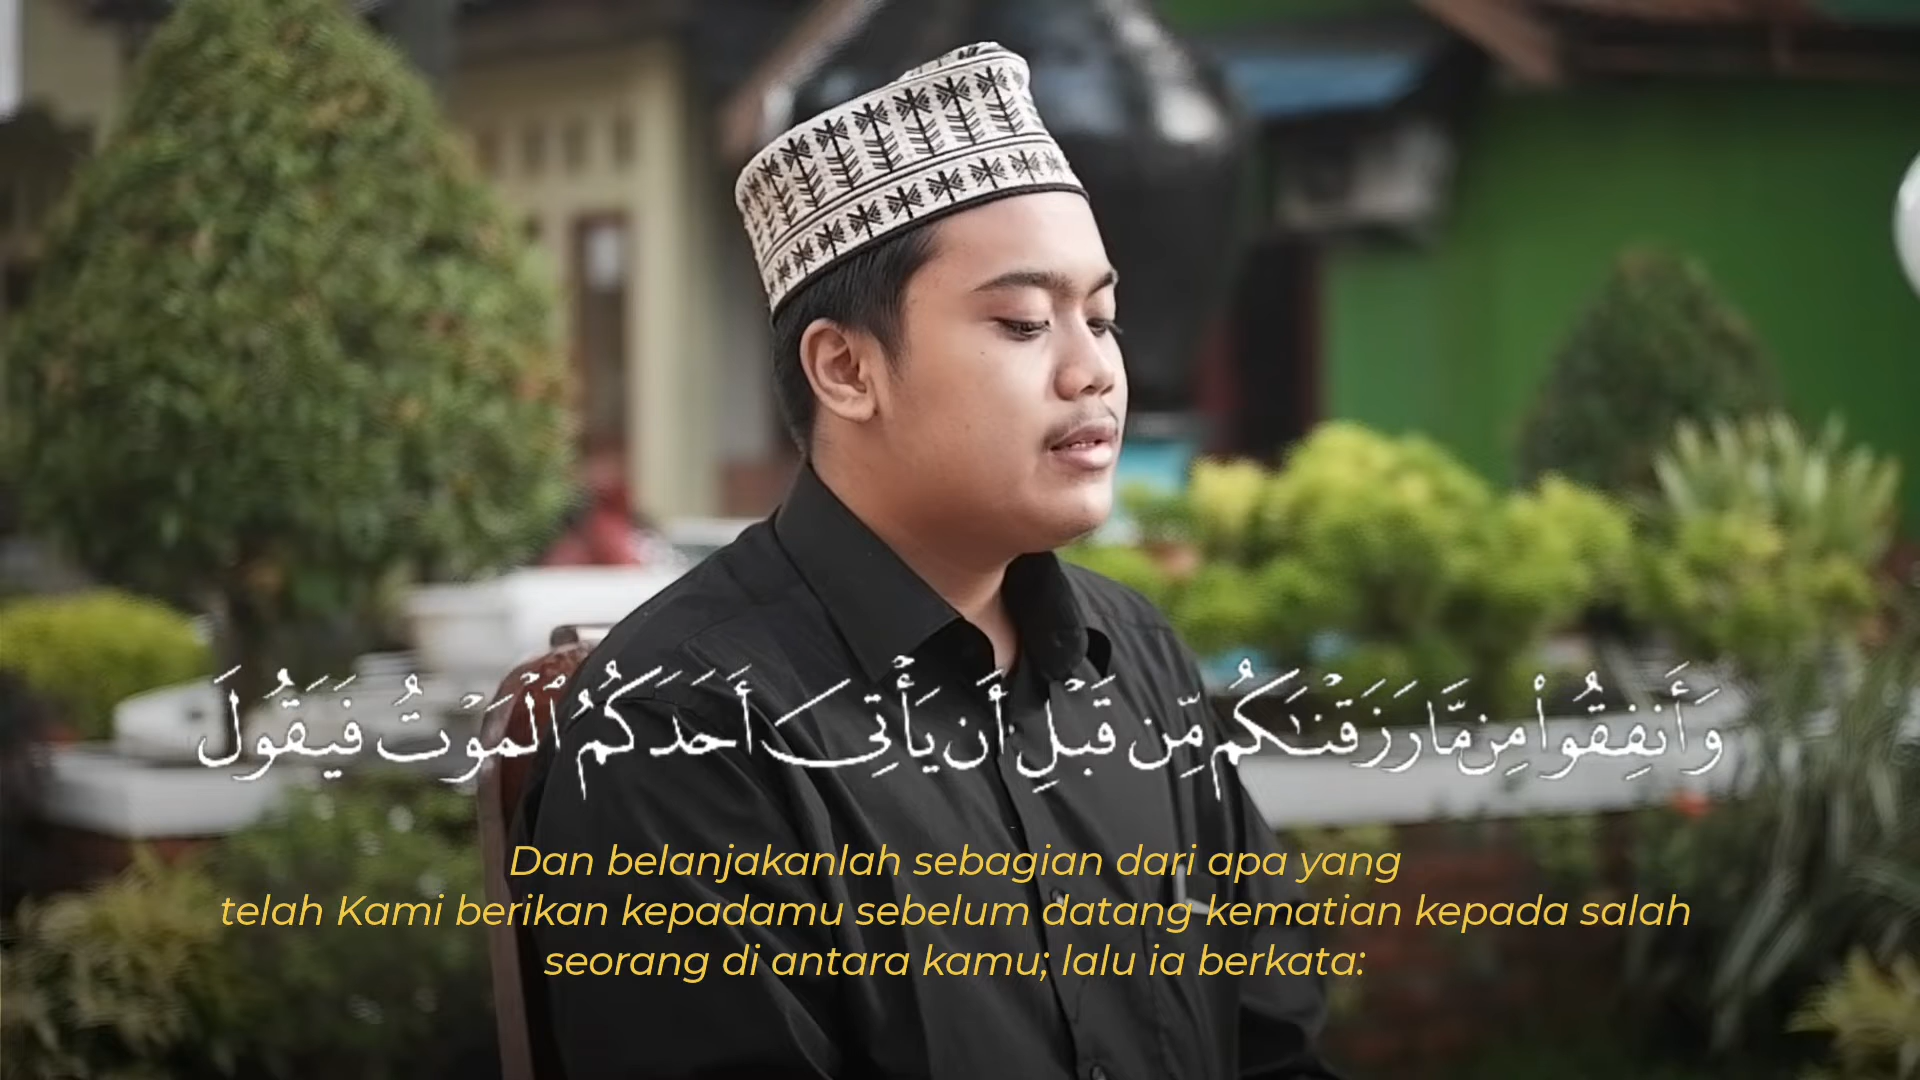 وَأَنفِقُوا۟ مِن مَّا رَزَقْنَـٰكُم مِّن قَبْلِ أَن يَأْتِىَ أَحَدَكُمُ ٱلْمَوْتُ فَيَقُولَ
Dan belanjakanlah sebagian dari apa yang
telah Kami berikan kepadamu sebelum datang kematian kepada salah
seorang di antara kamu; lalu ia berkata: